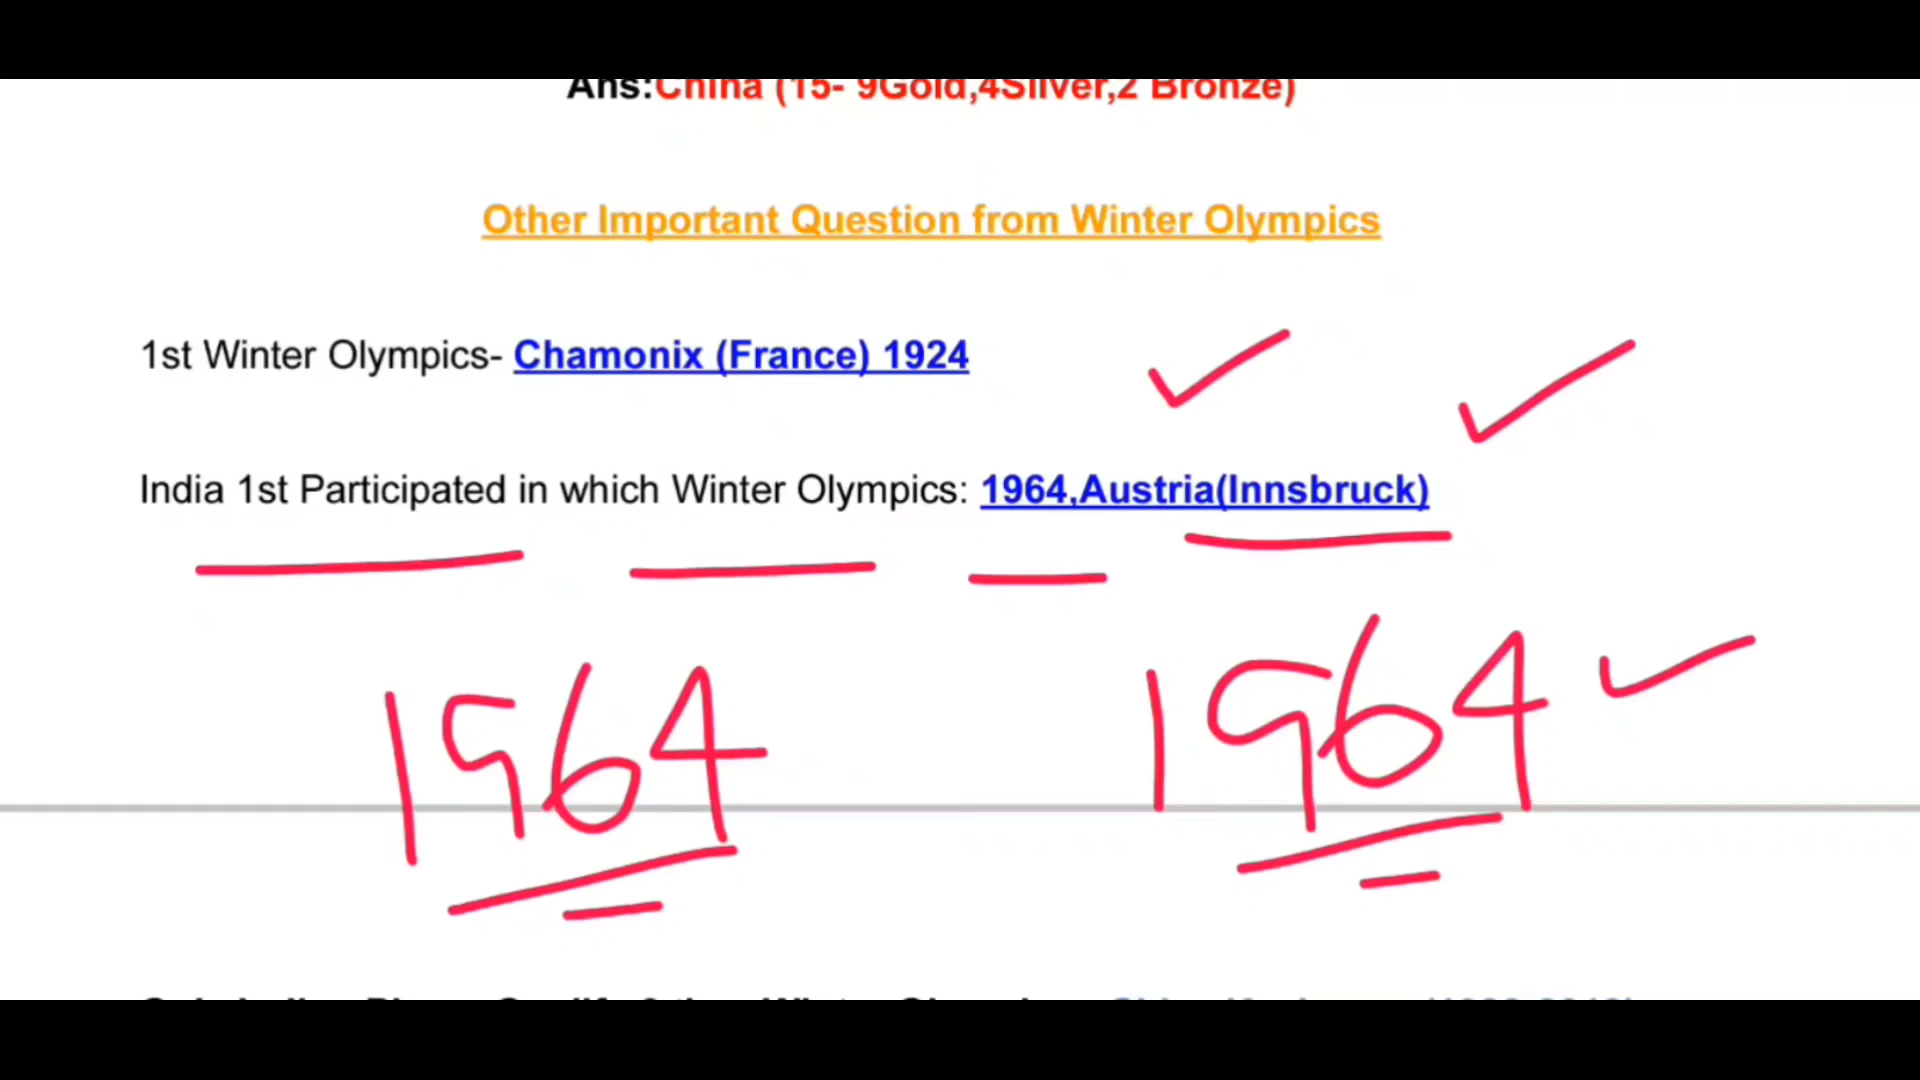 Ans:China (15- 9Gold,4Silver,2 Bronze)
Other Important Question from Winter Olympics
1st Winter Olympics- Chamonix (France) 1924
India 1st Participated in which Winter Olympics: 1964,Austria(Innsbruck)
1964 1964